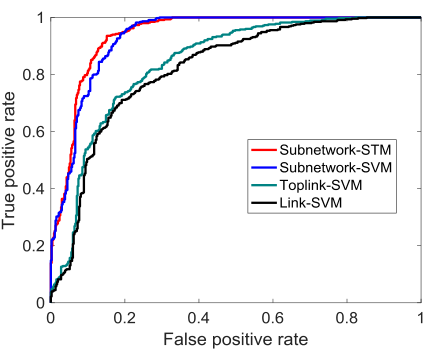 1
0.8
0.6
0.4
0.2
0
True positive rate
Subnetwork-STM
Subnetwork-SVM
Toplink-SVM
Link-SVM
0 0.2 0.4 0.6 0.8 1
False positive rate